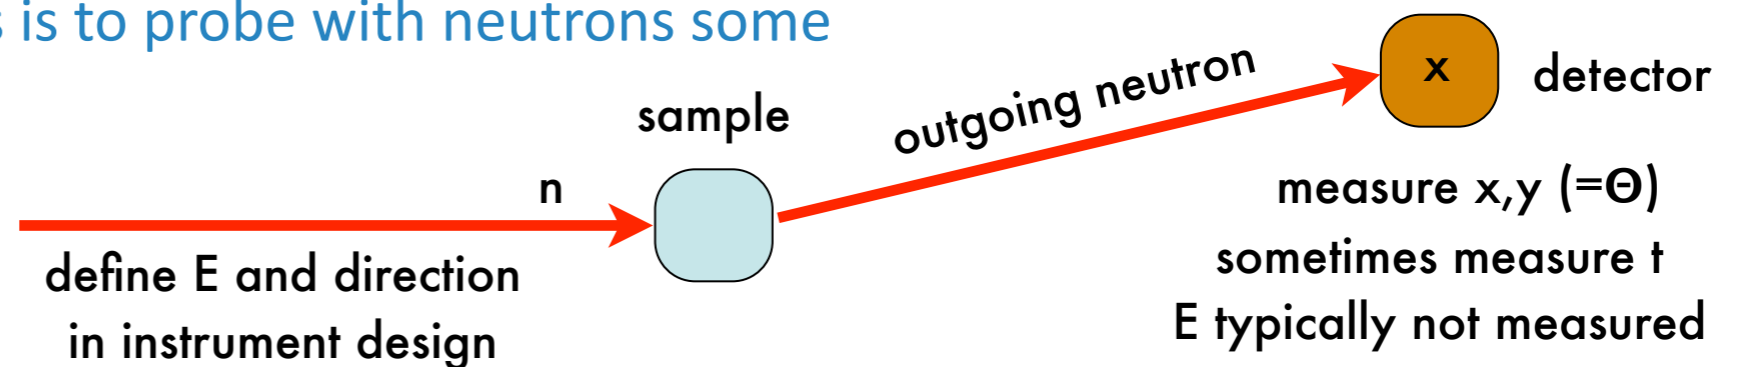 is to probe with neutrons some
sample
outgoing neutron
x
detector
n
define E and direction
in instrument design
measure x,y (=Θ)
sometimes measure t
E typically not measured